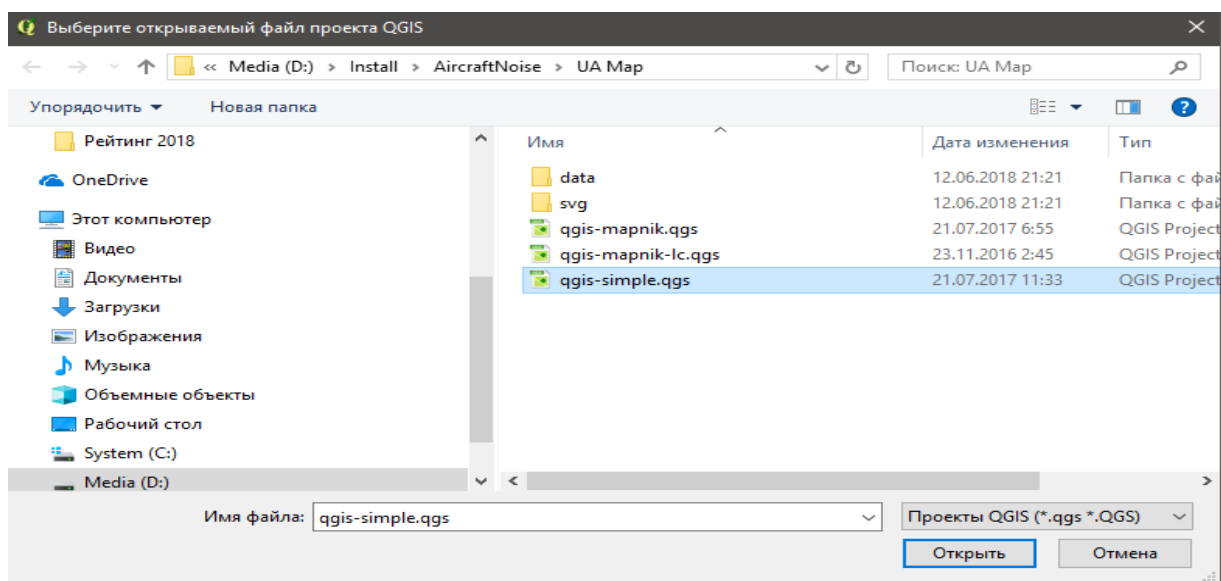 Выберите открываемый файл проекта QGIS
« Media (D:) > Install > AircraftNoise > UA Map
Поиск: UA Map
Упорядочить
Новая папка
Рейтинг 2018
OneDrive
Этот компьютер
Видео
Документы
Загрузки
Изображения
Музыка
Объемные объекты
Рабочий стол
System (C:)
Media (D:)
Имя Дата изменения Тип
data 12.06.2018 21:21 Папка с фай
svg 12.06.2018 21:21 Папка с фай
qgis-mapnik.qgs 21.07.2017 6:55 QGIS Project
qgis-mapnik-lc.qgs 23.11.2016 2:45 QGIS Project
qgis-simple.qgs 21.07.2017 11:33 QGIS Project
Имя файла: qgis-simple.qgs
Проекты QGIS (*.qgs *.QGS)
Открыть Отмена